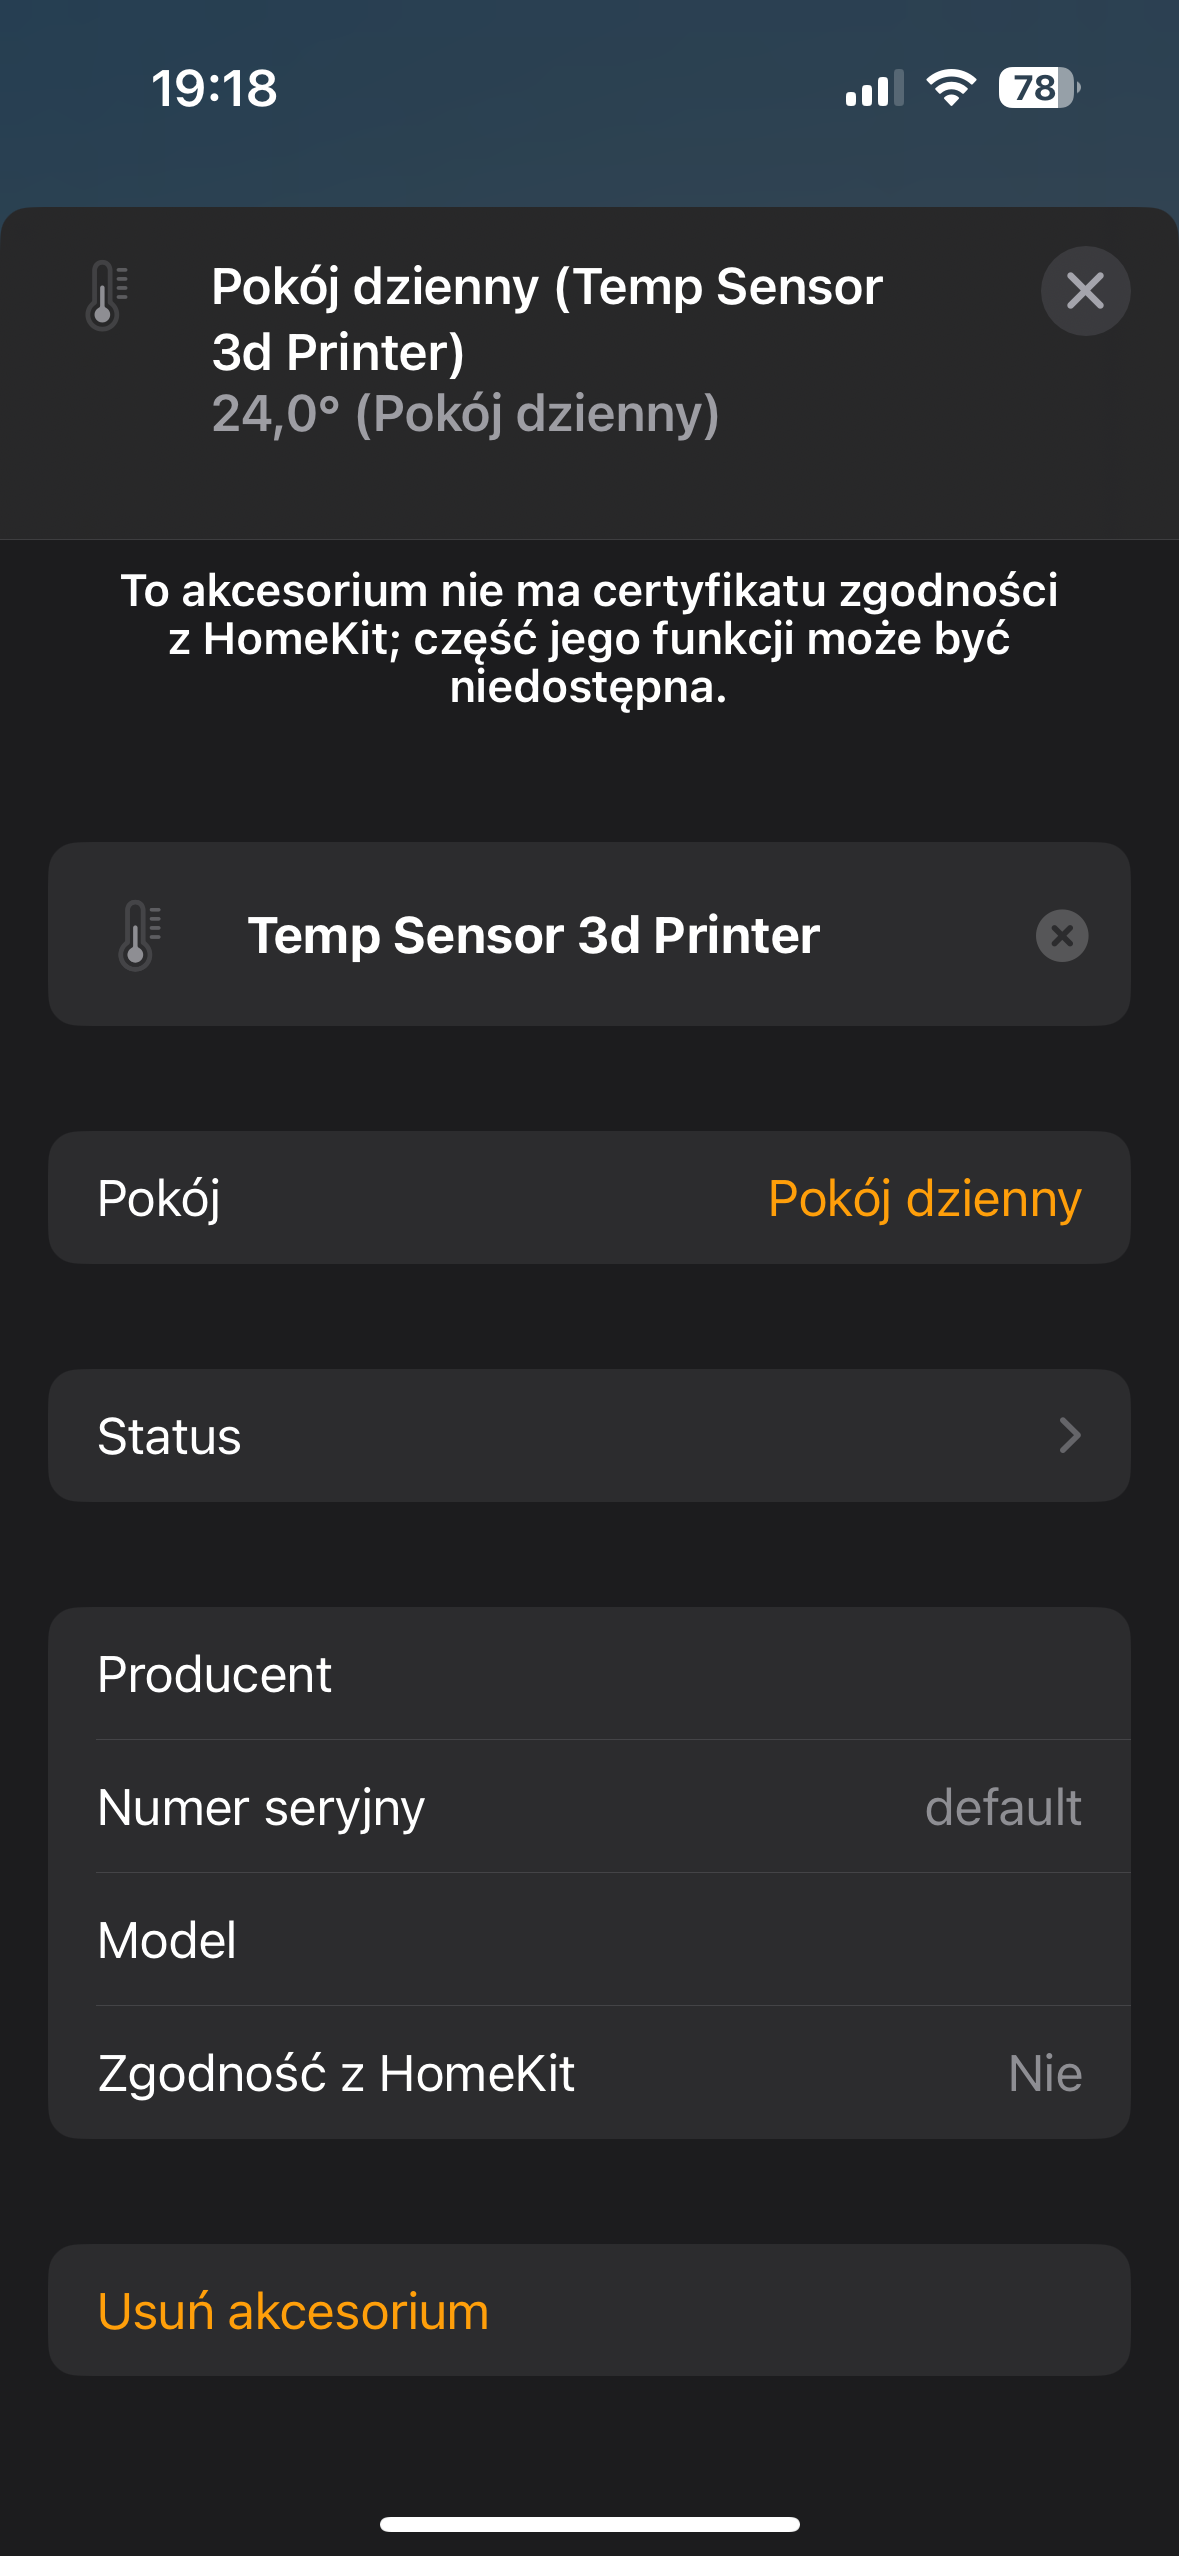 19:18
78
Pokój dzienny (Temp Sensor
3d Printer)
24,0° (Pokój dzienny)
To akcesorium nie ma certyfikatu zgodności
z HomeKit; część jego funkcji może być
niedostępna.
Temp Sensor 3d Printer
Pokój
Pokój dzienny
Status
Producent
Numer seryjny
default
Model
Zgodność z HomeKit
Nie
Usuń akcesorium